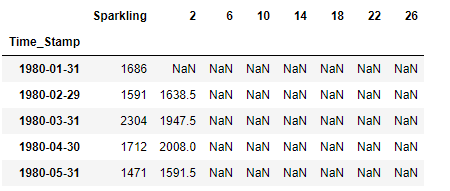 Sparkling 2 6 10 14 18 22 26
Time_Stamp
1980-01-31 1686 NaN NaN NaN NaN NaN NaN NaN
1980-02-29 1591 1638.5 NaN NaN NaN NaN NaN NaN
1980-03-31 2304 1947.5 NaN NaN NaN NaN NaN NaN
1980-04-30 1712 2008.0 NaN NaN NaN NaN NaN NaN
1980-05-31 1471 1591.5 NaN NaN NaN NaN NaN NaN